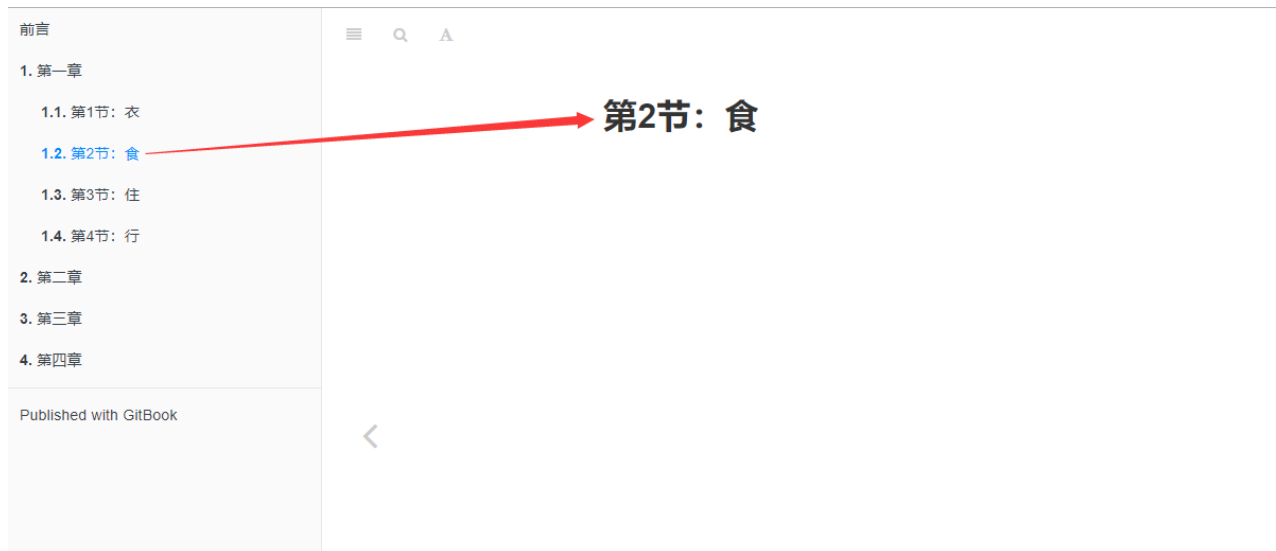 前言
1. 第一章
1.1. 第1节：衣
1.2. 第2节：食
1.3. 第3节：住
1.4. 第4节：行
2. 第二章
3. 第三章
4. 第四章
Published with GitBook
A
第2节：食